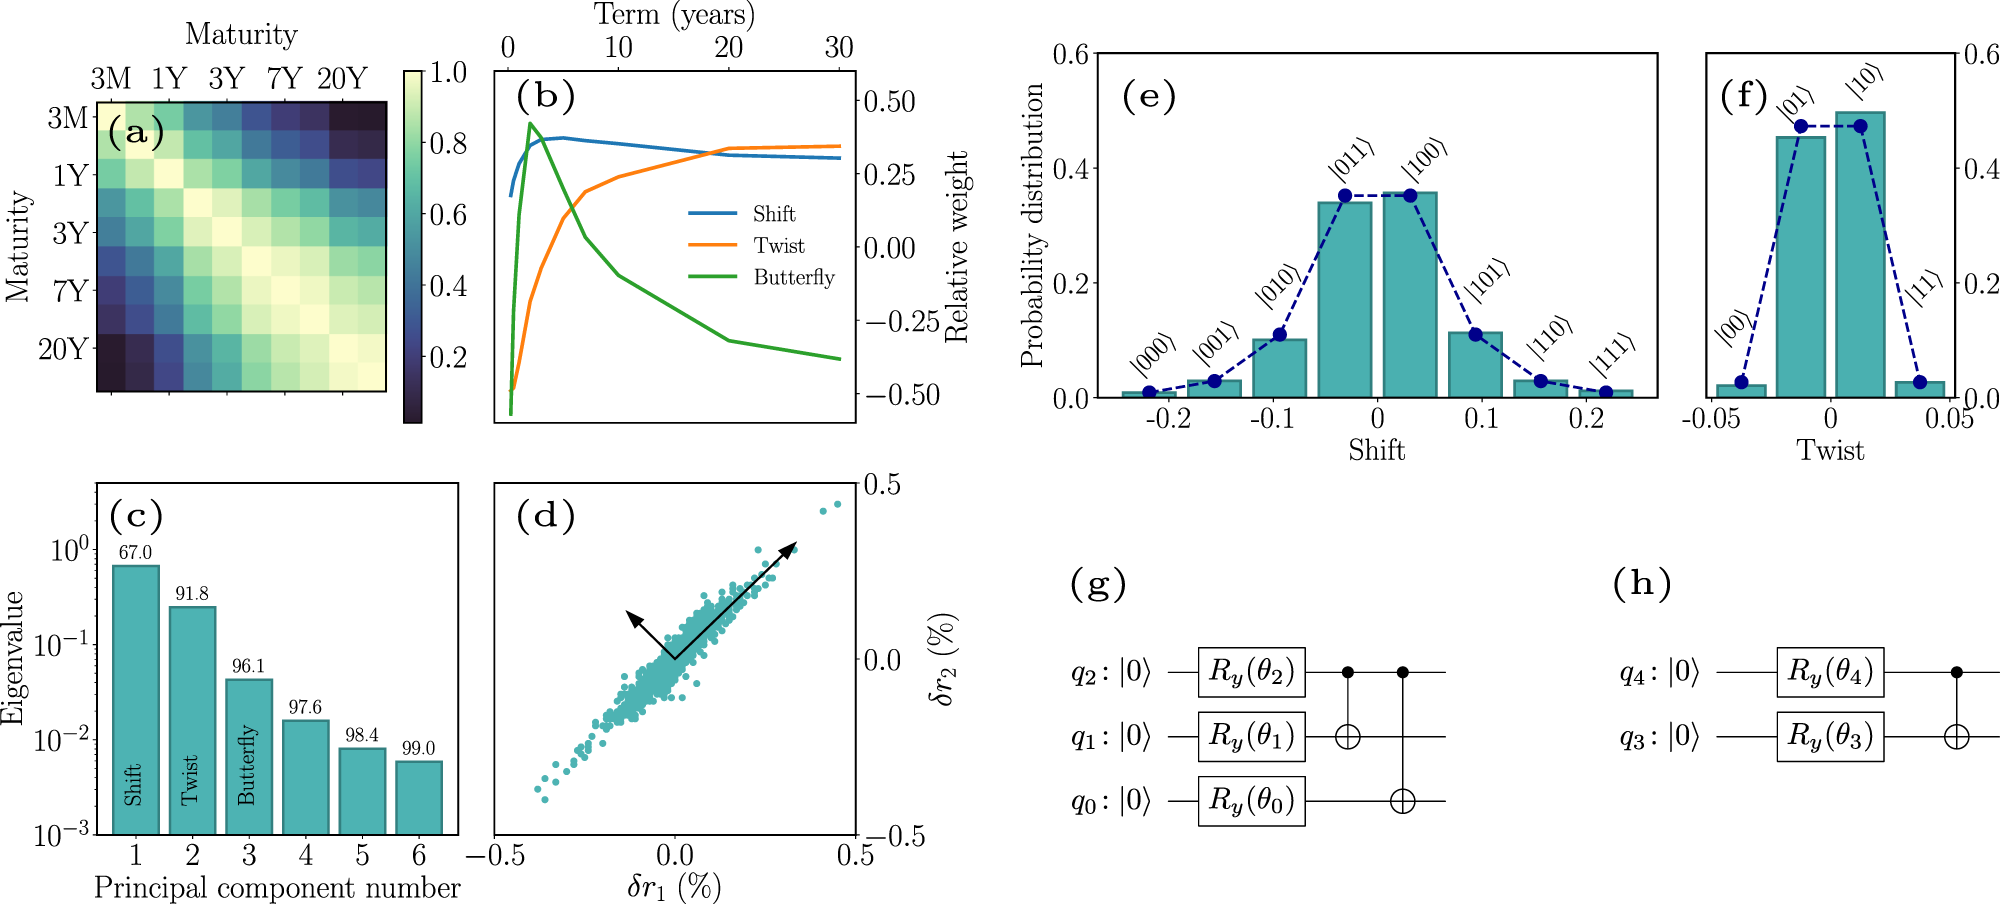 Maturity
3M 1Y 3Y 7Y 20Y
Maturity
3M
1Y
3Y
7Y
20Y
(a)
1.0
0.8
0.6
0.4
0.2
Term (years)
0 10 20 30
(b)
Shift
Twist
Butterfly
0.50
0.25
0.00
−0.25
−0.50
Relative weight
(c)
Eigenvalue
10^0
10^−1
10^−2
10^−3
67.0
91.8
96.1
97.6
98.4
99.0
Shift
Twist
Butterfly
1 2 3 4 5 6
Principal component number
(d)
0.5
0.0
−0.5
δr₂ (%)
−0.5 0.0 0.5
δr₁ (%)
(e)
Probability distribution
0.6
0.4
0.2
0.0
|000⟩
|001⟩
|010⟩
|011⟩
|100⟩
|101⟩
|110⟩
|111⟩
-0.2 -0.1 0 0.1 0.2
Shift
(f)
|00⟩
|01⟩
|10⟩
|11⟩
0.6
0.4
0.2
0.0
-0.05 0 0.05
Twist
(g)
q₂ : |0⟩ R_y(θ₂)
q₁ : |0⟩ R_y(θ₁)
q₀ : |0⟩ R_y(θ₀)
(h)
q₄ : |0⟩ R_y(θ₄)
q₃ : |0⟩ R_y(θ₃)